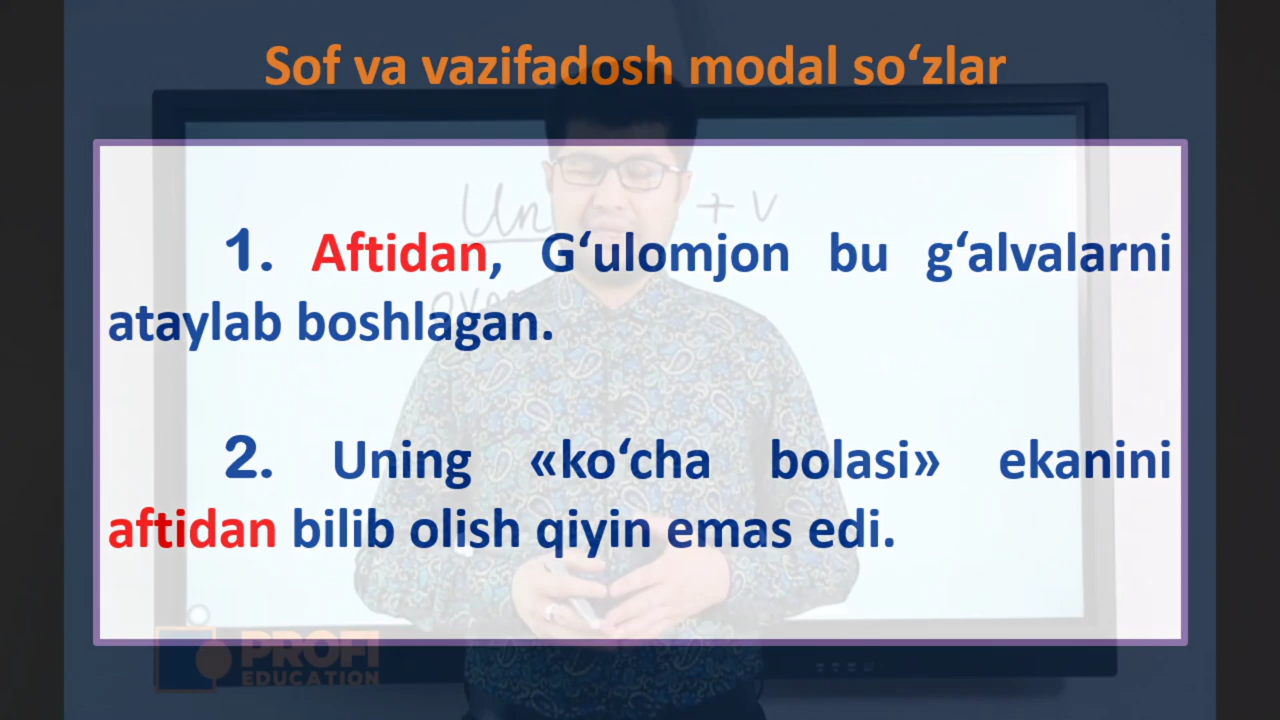 Sof va vazifadosh modal so‘zlar
1. Aftidan, G‘ulomjon bu g‘alvalarni
ataylab boshlagan.
2. Uning «ko‘cha bolasi» ekanini
aftidan bilib olish qiyin emas edi.
Un
+ v
PROFI
EDUCATION